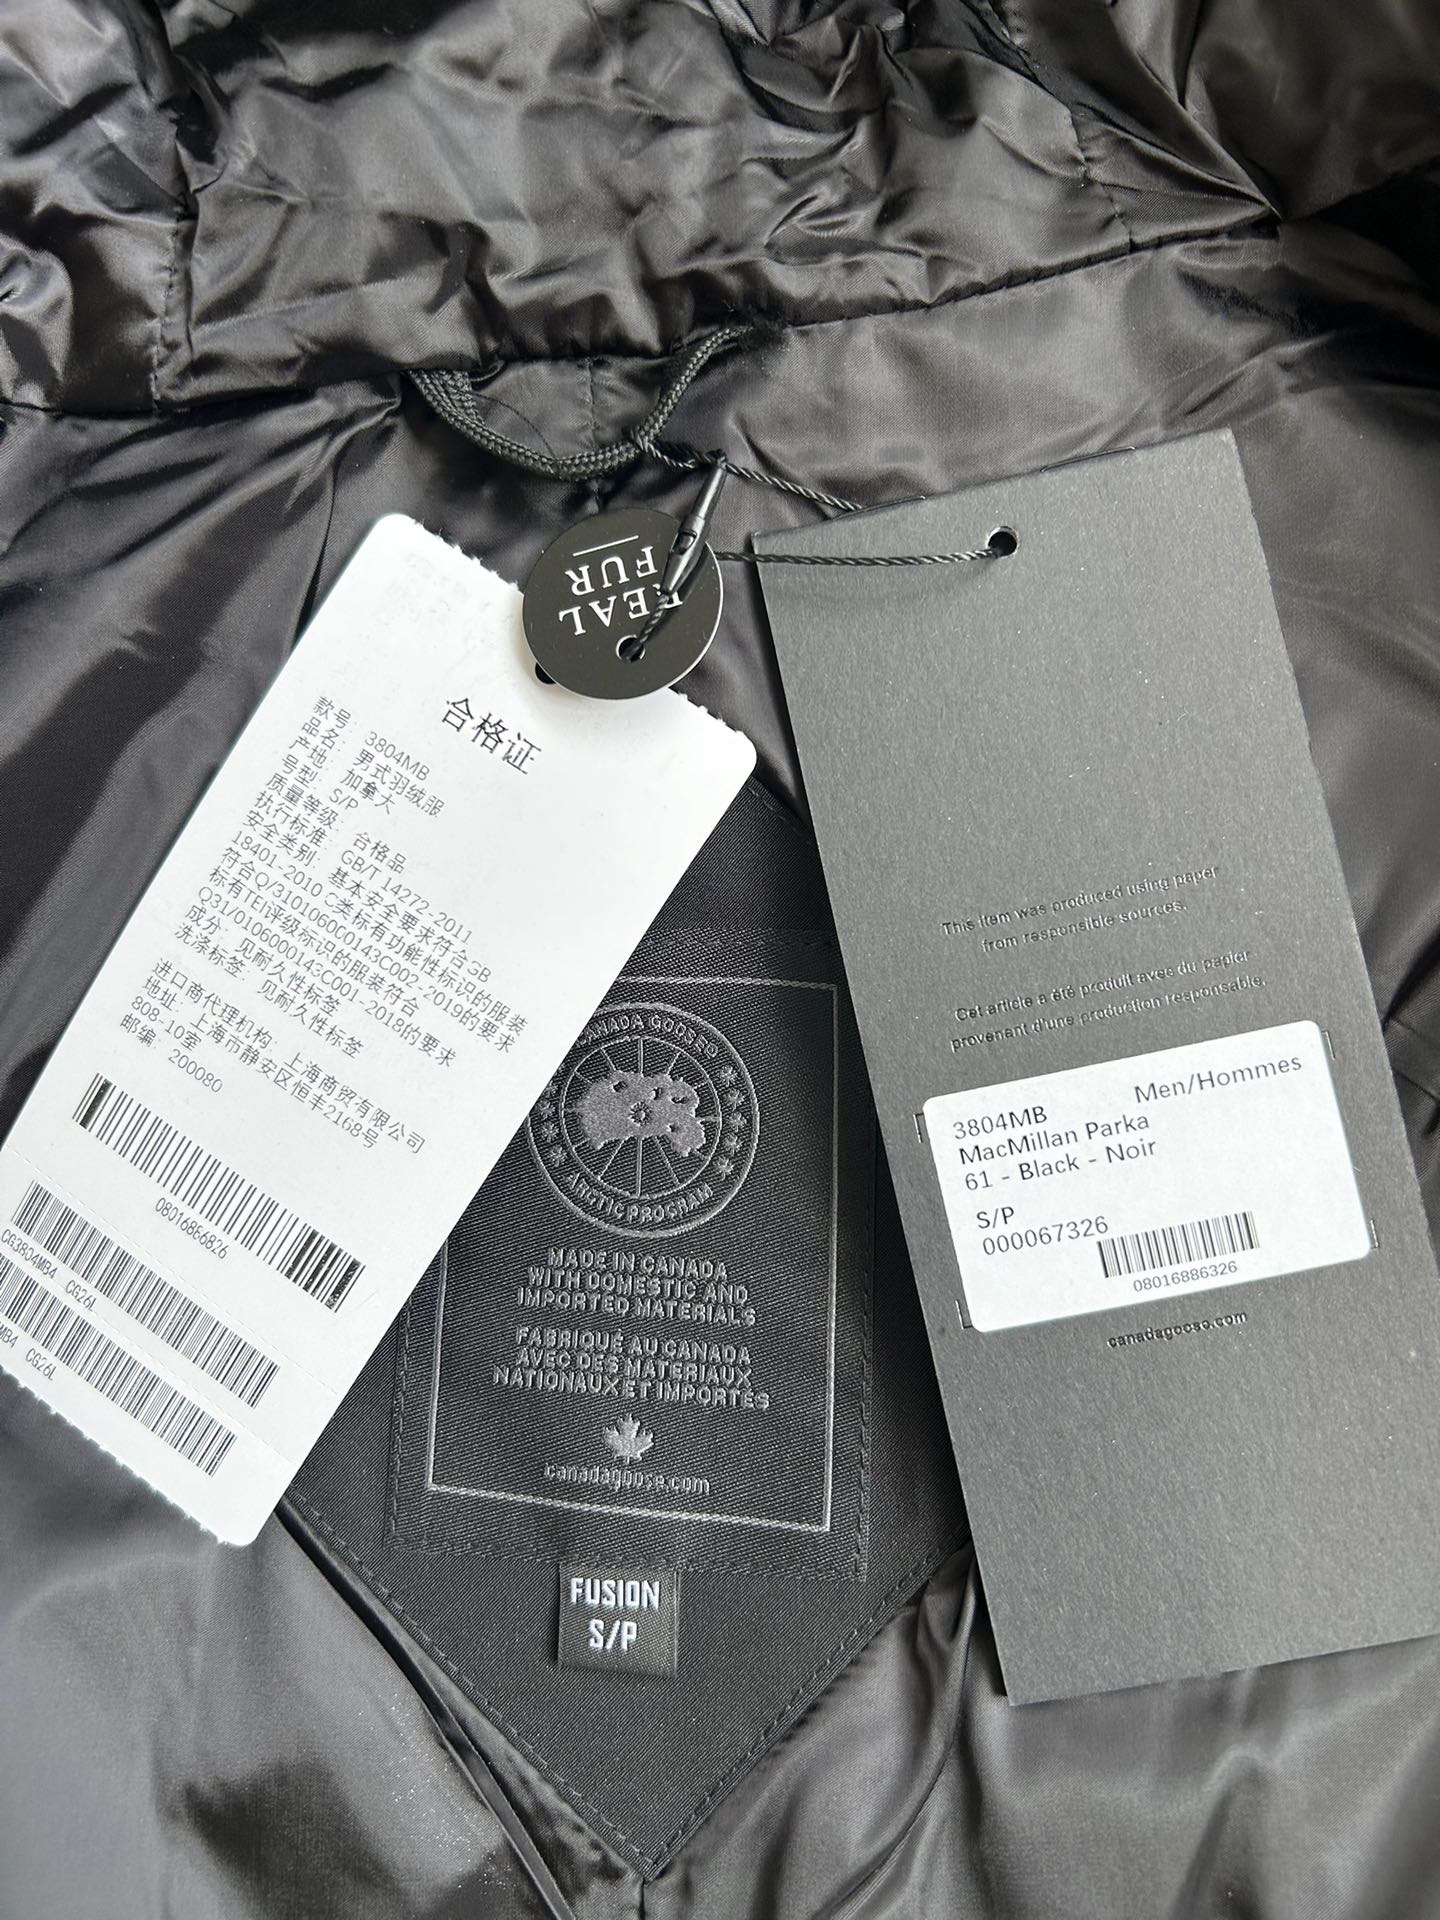 REAL
FUR
合格证
款号: 3804MB
品名: 男式羽绒服
产地: 加拿大
号型: S/P
质量等级: 合格品
执行标准: GB/T 14272-2011
安全类别: 基本安全要求符合GB
18401-2010 C类标有功能性标识的服装
符合Q/3101060C0143C002-2019的要求
标有TEI评级标识的服装符合
Q31/0106000143C001-2018的要求
成分: 见耐久性标签
洗涤标签: 见耐久性标签
进口商代理机构: 上海商贸有限公司
地址: 上海市静安区恒丰2168号
808-10室
邮编: 200080
08016866826
CG3804MB4 CG26L
MB4 CG26L
CANADA GOOSE®
ARCTIC PROGRAM
MADE IN CANADA
WITH DOMESTIC AND
IMPORTED MATERIALS
FABRIQUÉ AU CANADA
AVEC DES MATERIAUX
NATIONAUX ET IMPORTÉS
canadagoose.com
FUSION
S/P
This item was produced using paper
from responsible sources.
Cet article a été produit avec du papier
provenant d'une production responsable.
Men/Hommes
3804MB
MacMillan Parka
61 - Black - Noir
S/P
000067326
08016886326
canadagoose.com